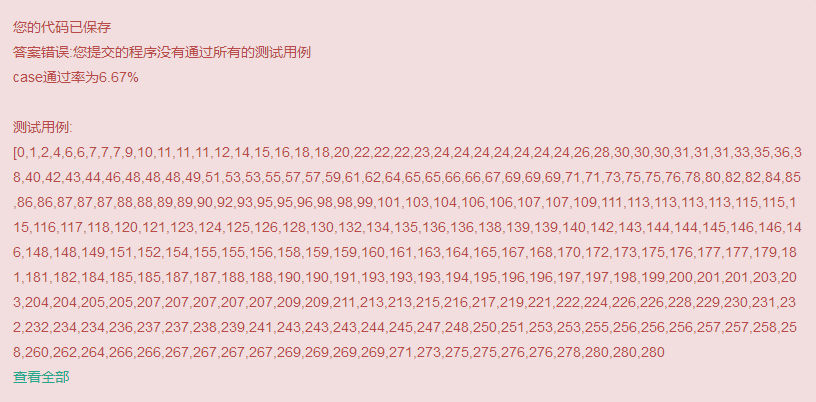 您的代码已保存
答案错误:您提交的程序没有通过所有的测试用例
case通过率为6.67%
测试用例:
[0,1,2,4,6,6,7,7,7,9,10,11,11,11,12,14,15,16,18,18,20,22,22,22,23,24,24,24,24,24,24,24,26,28,30,30,30,31,31,31,33,35,36,3
8,40,42,43,44,46,48,48,48,49,51,53,53,55,57,57,59,61,62,64,65,65,66,66,67,69,69,69,71,71,73,75,75,76,78,80,82,82,84,85
,86,86,87,87,87,88,88,89,89,90,92,93,95,95,96,98,98,99,101,103,104,106,106,107,107,109,111,113,113,113,113,115,115,1
15,116,117,118,120,121,123,124,125,126,128,130,132,134,135,136,136,138,139,139,140,142,143,144,144,145,146,146,14
6,148,148,149,151,152,154,155,155,155,156,158,159,159,160,161,163,164,165,167,168,170,172,173,175,176,177,177,179,18
1,181,182,184,185,185,187,187,188,188,190,190,191,193,193,193,194,195,196,196,197,197,198,199,200,201,201,203,20
3,204,204,205,205,207,207,207,207,207,209,209,211,213,213,215,216,217,219,221,222,224,226,226,228,229,230,231,23
2,232,234,234,236,237,237,238,239,241,243,243,243,244,245,247,248,250,251,253,253,255,256,256,256,257,257,258,25
8,260,262,264,266,266,267,267,267,267,269,269,269,269,271,273,275,275,276,276,278,280,280,280
查看全部